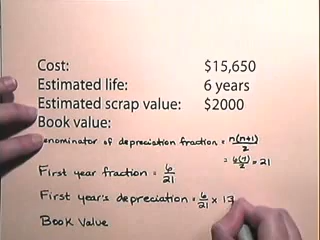 Cost: $15,650
Estimated life: 6 years
Estimated scrap value: $2000
Book value:
enominator of depreciation fraction = n(n+1)/2
= 6(7)/2 = 21
First year fraction = 6/21
First year's depreciation = 6/21 × 13
Book Value